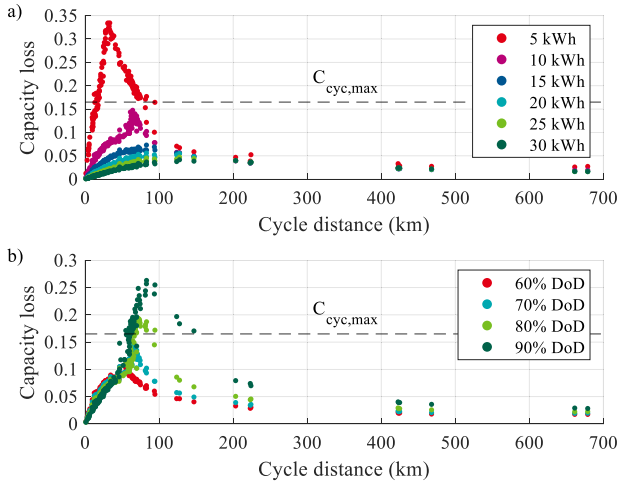 a)
0.35
0.3
0.25
0.2
0.15
0.1
0.05
0
Capacity loss
C_cyc,max
5 kWh
10 kWh
15 kWh
20 kWh
25 kWh
30 kWh
0 100 200 300 400 500 600 700
Cycle distance (km)
b)
0.3
0.25
0.2
0.15
0.1
0.05
0
Capacity loss
C_cyc,max
60% DoD
70% DoD
80% DoD
90% DoD
0 100 200 300 400 500 600 700
Cycle distance (km)